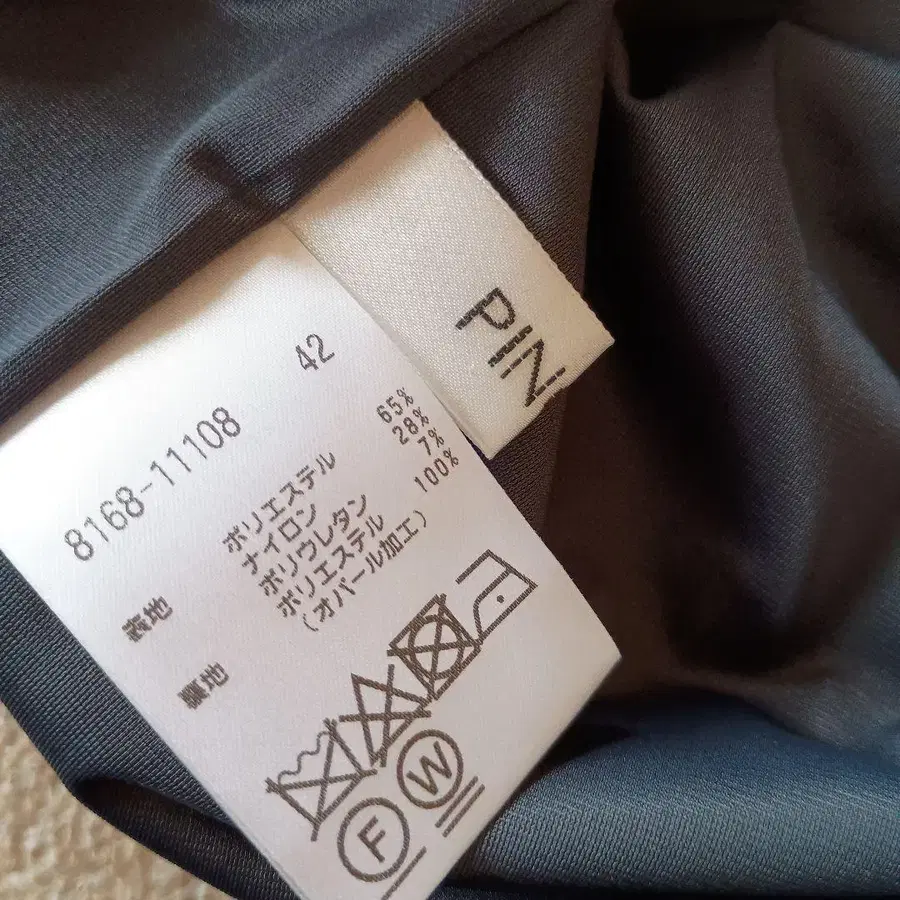 PIN
42
8168-11108
表地 ポリエステル 65%
ナイロン 28%
ポリウレタン 7%
裏地 ポリエステル 100%
(オパール加工)
F W